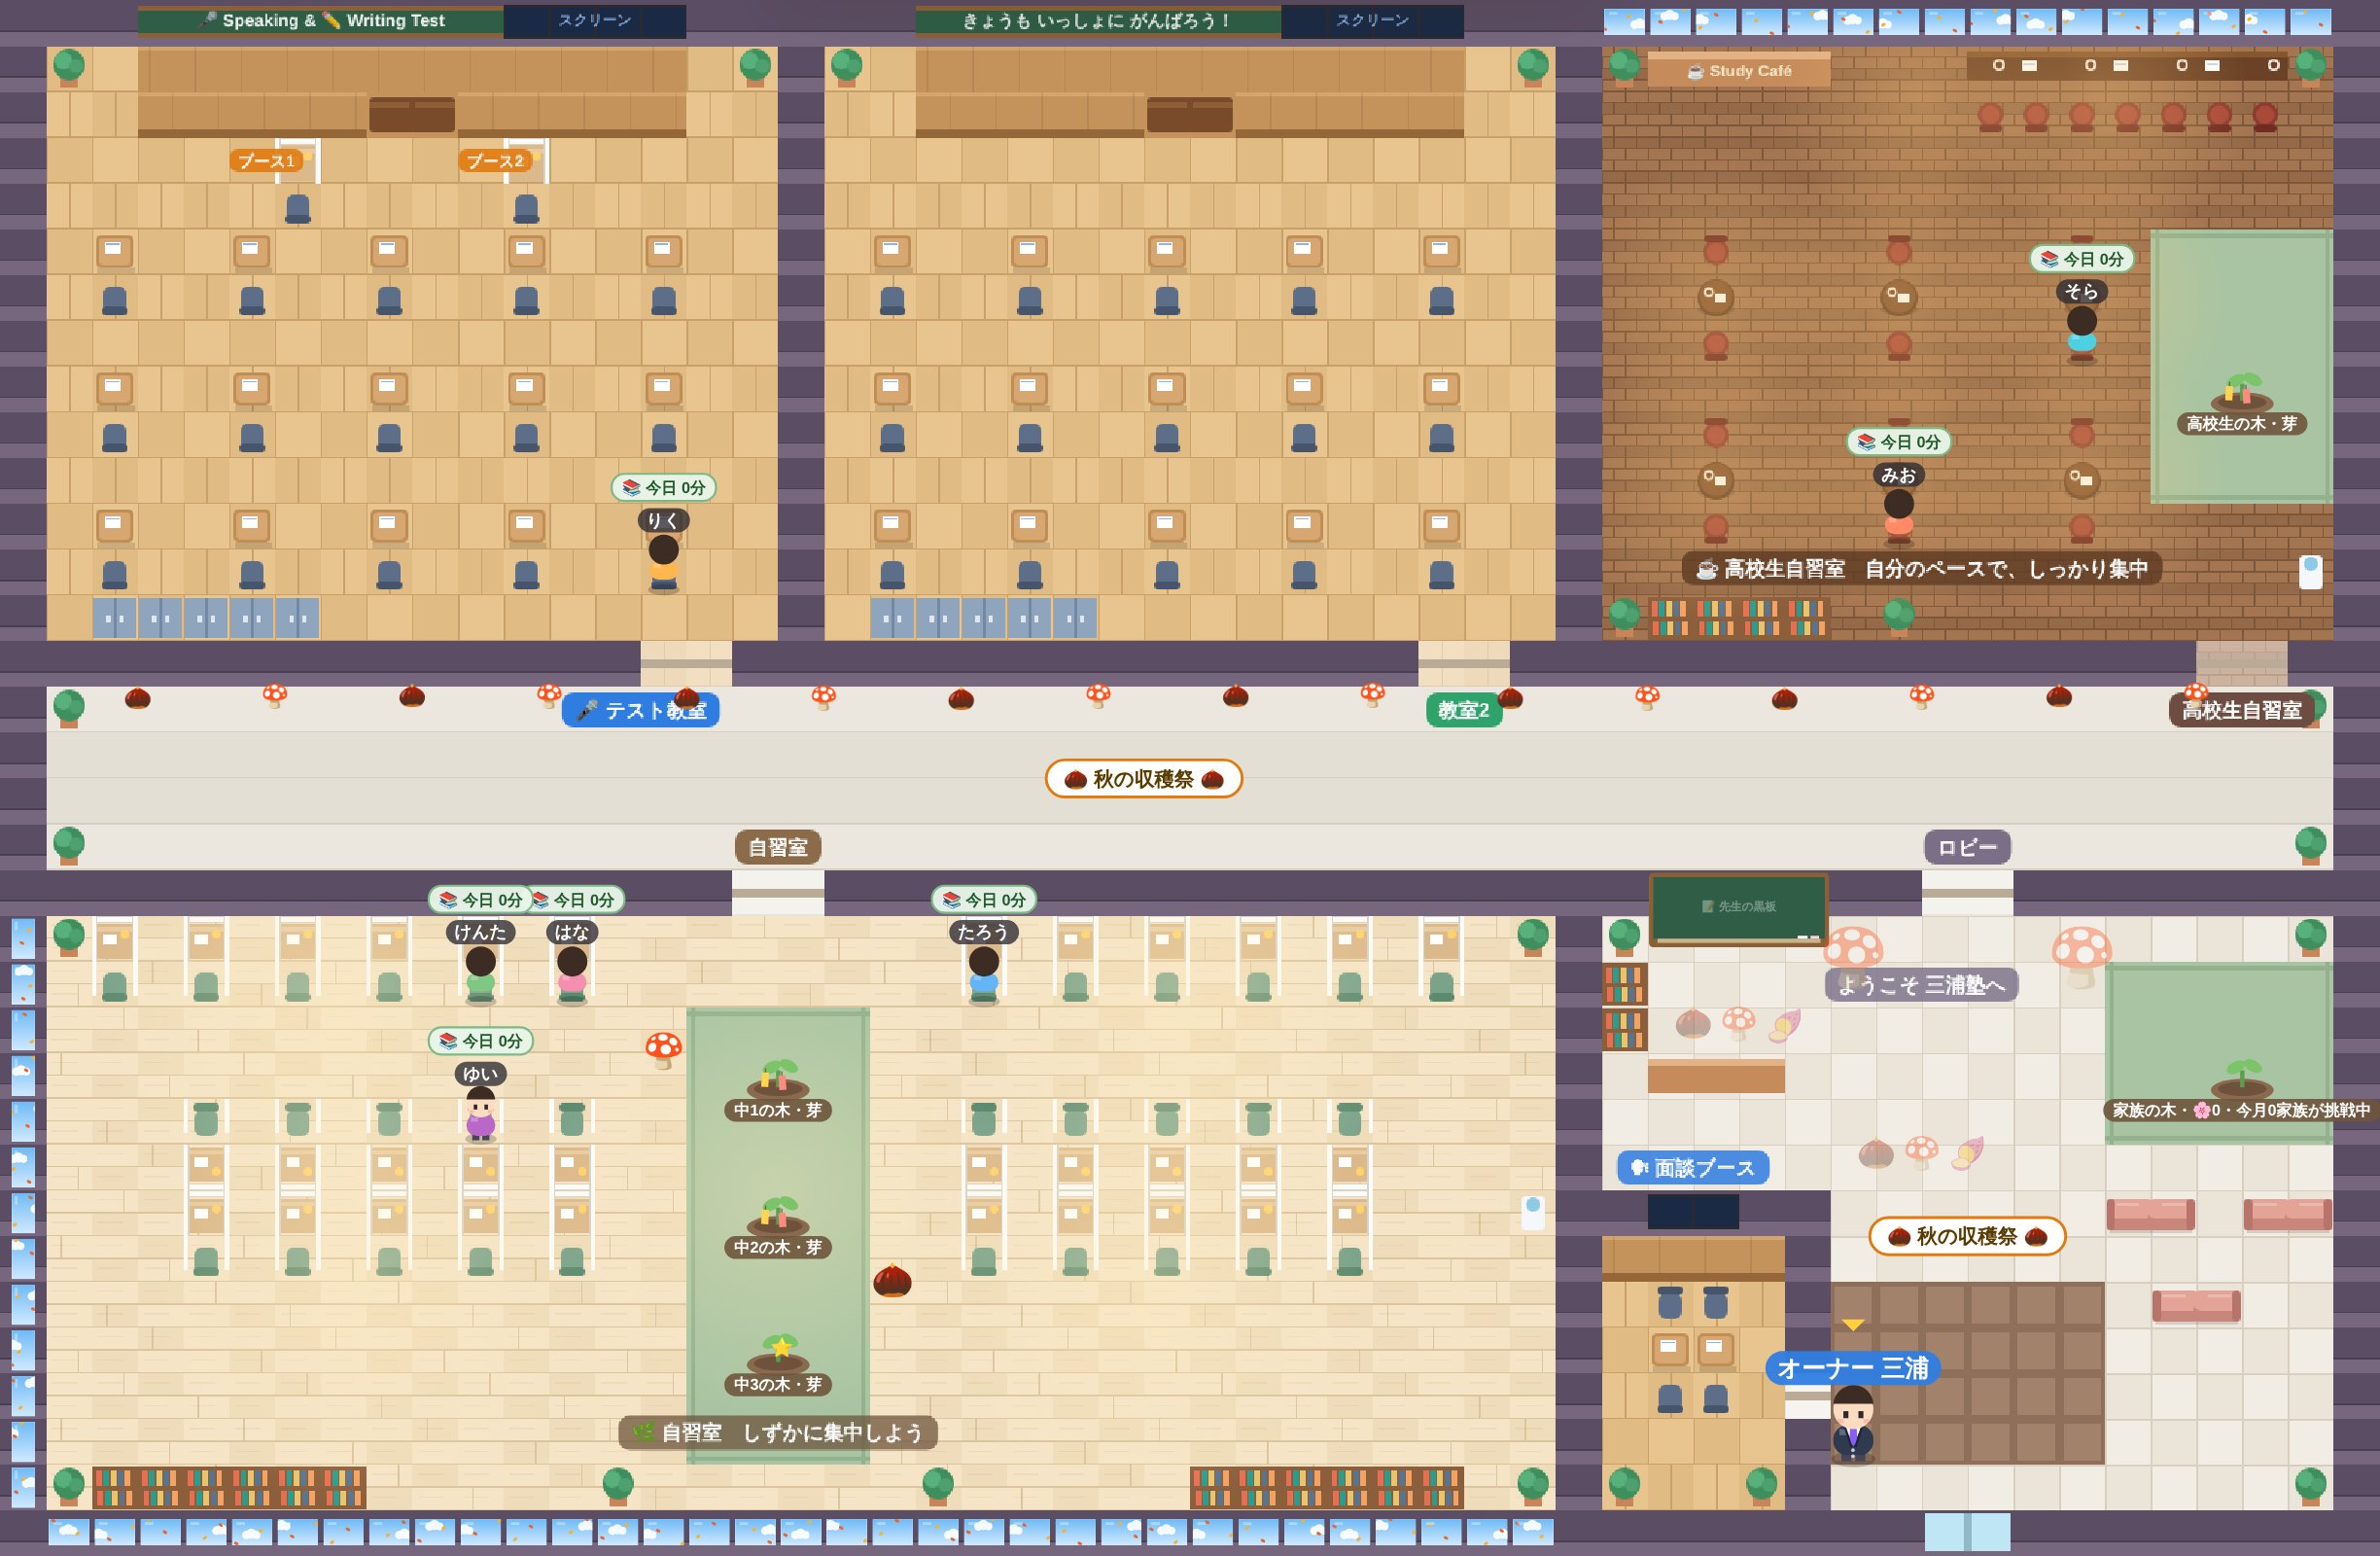 🎤 Speaking & ✏️ Writing Test
スクリーン
きょうも いっしょに がんばろう！
スクリーン
☕ Study Café
ブース1
ブース2
📚 今日 0分
そら
高校生の木・芽
📚 今日 0分
みお
📚 今日 0分
りく
☕ 高校生自習室　自分のペースで、しっかり集中
🎤 テスト教室
教室2
高校生自習室
🌰 秋の収穫祭 🌰
自習室
ロビー
📚 今日 0分
📚 今日 0分
📚 今日 0分
けんた
はな
たろう
📝 先生の黒板
ようこそ 三浦塾へ
📚 今日 0分
ゆい
中1の木・芽
家族の木・🌸0・今月0家族が挑戦中
🗣 面談ブース
中2の木・芽
🌰 秋の収穫祭 🌰
オーナー 三浦
中3の木・芽
🌿 自習室　しずかに集中しよう